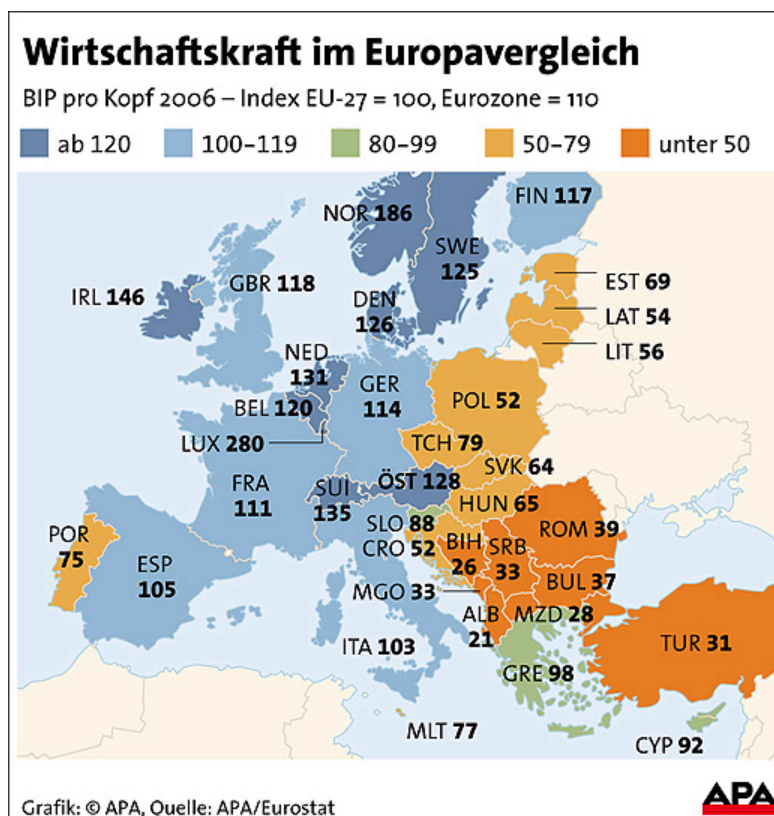 Wirtschaftskraft im Europavergleich
BIP pro Kopf 2006 – Index EU-27 = 100, Eurozone = 110
ab 120 100–119 80–99 50–79 unter 50
NOR 186
FIN 117
SWE
125
IRL 146
GBR 118
DEN
126
EST 69
LAT 54
LIT 56
NED
131
GER
114
BEL 120
POL 52
LUX 280
TCH 79
SVK 64
FRA
111
SUI
135
ÖST 128
HUN 65
POR
75
ESP
105
SLO 88
CRO 52
BIH
26
SRB
33
ROM 39
MGO 33
BUL 37
ALB
21
MZD 28
ITA 103
TUR 31
GRE 98
MLT 77
CYP 92
Grafik: © APA, Quelle: APA/Eurostat
APA